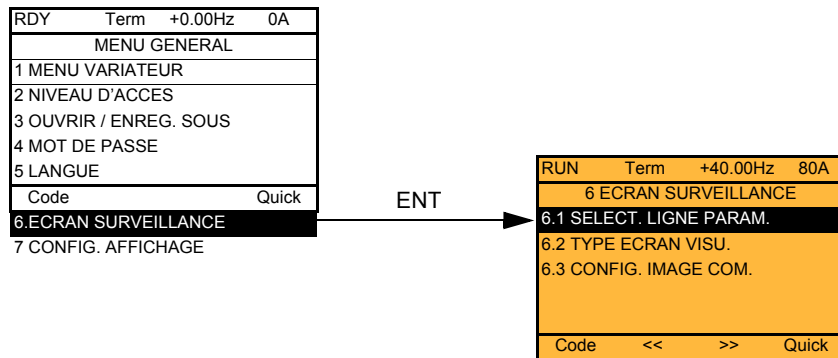 RDY Term +0.00Hz 0A
MENU GENERAL
1 MENU VARIATEUR
2 NIVEAU D'ACCES
3 OUVRIR / ENREG. SOUS
4 MOT DE PASSE
5 LANGUE
Code Quick
6.ECRAN SURVEILLANCE
7 CONFIG. AFFICHAGE
ENT
RUN Term +40.00Hz 80A
6 ECRAN SURVEILLANCE
6.1 SELECT. LIGNE PARAM.
6.2 TYPE ECRAN VISU.
6.3 CONFIG. IMAGE COM.
Code << >> Quick